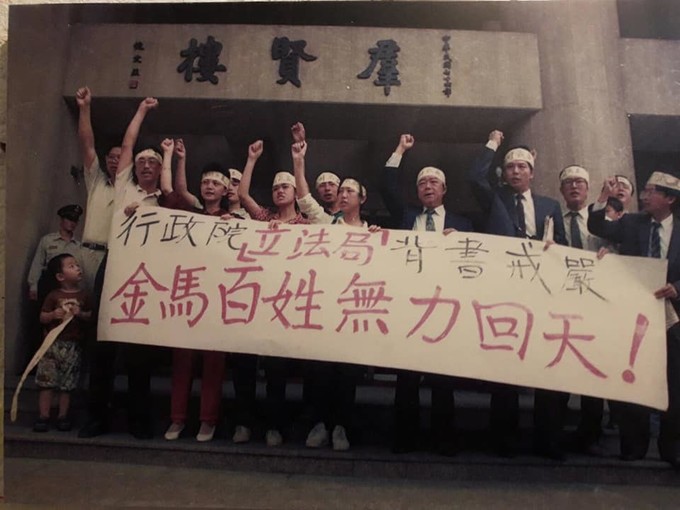 羣賢樓
行政院「立法局」背書戒嚴
金馬百姓無力回天！